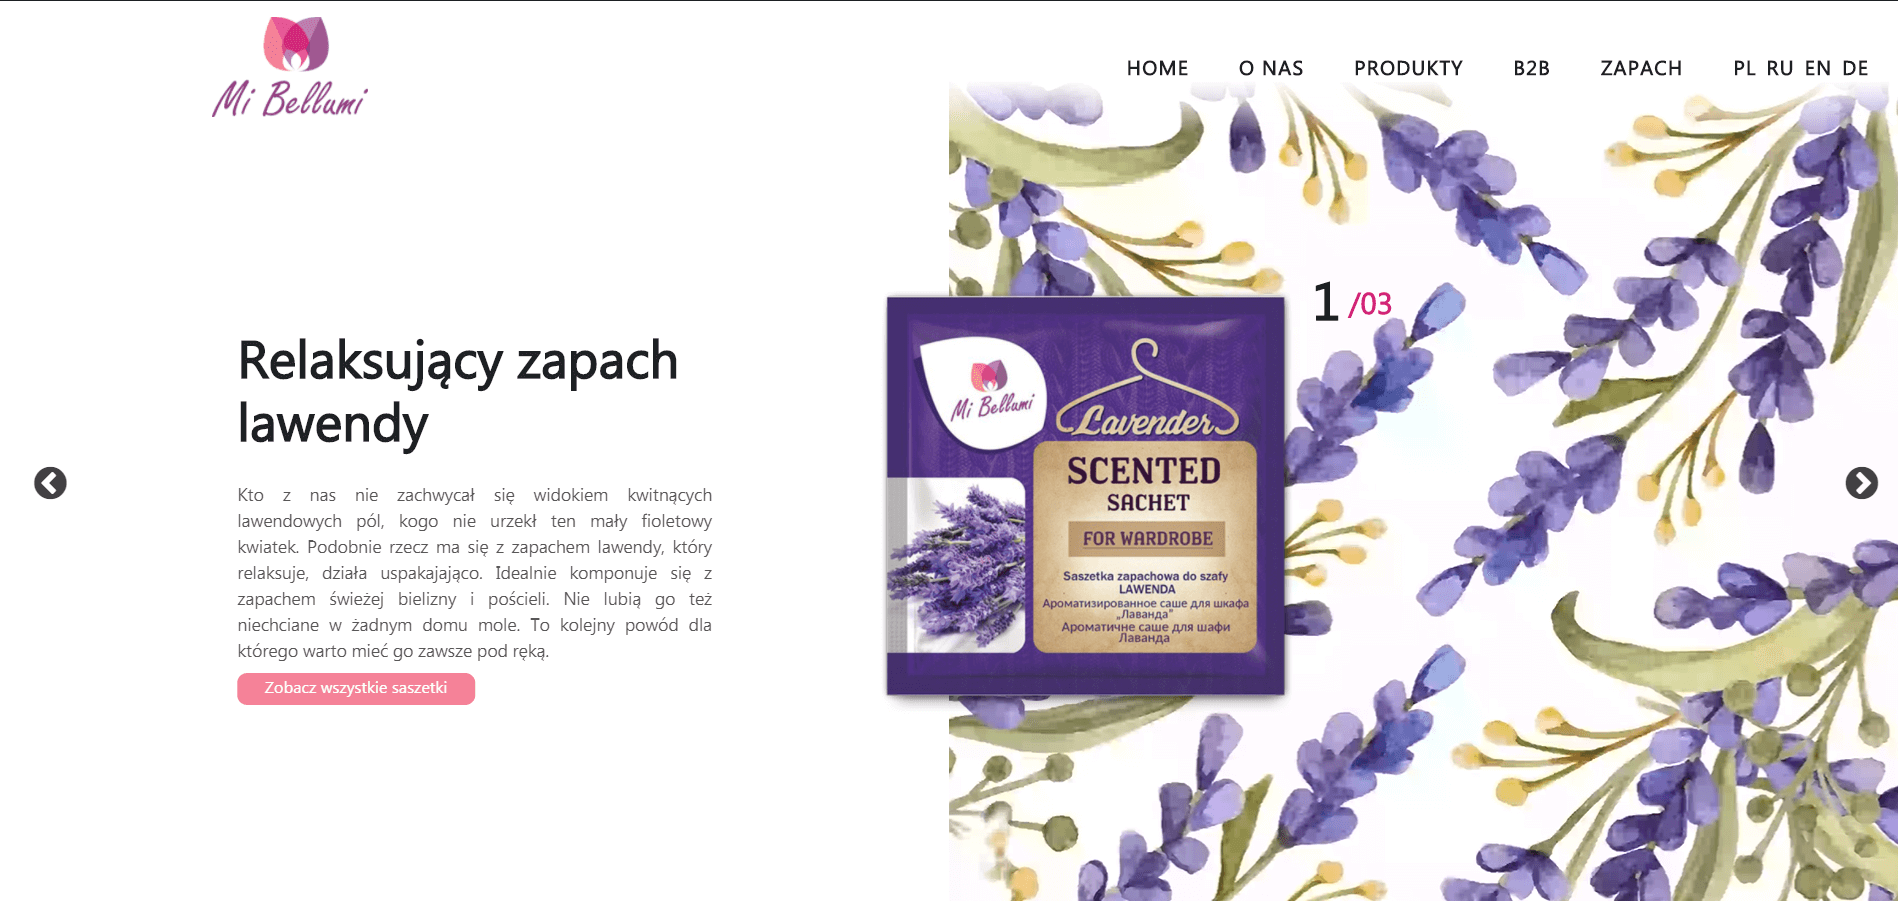 Mi Bellumi
HOME O NAS PRODUKTY B2B ZAPACH PL RU EN DE
1 /03
Relaksujący zapach
lawendy
Kto z nas nie zachwycał się widokiem kwitnących
lawendowych pól, kogo nie urzekł ten mały fioletowy
kwiatek. Podobnie rzecz ma się z zapachem lawendy, który
relaksuje, działa uspakajająco. Idealnie komponuje się z
zapachem świeżej bielizny i pościeli. Nie lubią go też
niechciane w żadnym domu mole. To kolejny powód dla
którego warto mieć go zawsze pod ręką.
Zobacz wszystkie saszetki
Mi Bellumi
Lavender
SCENTED
SACHET
FOR WARDROBE
Saszetka zapachowa do szafy
LAWENDA
Ароматизированное саше для шкафа
„Лаванда”
Ароматичне саше для шафи
Лаванда